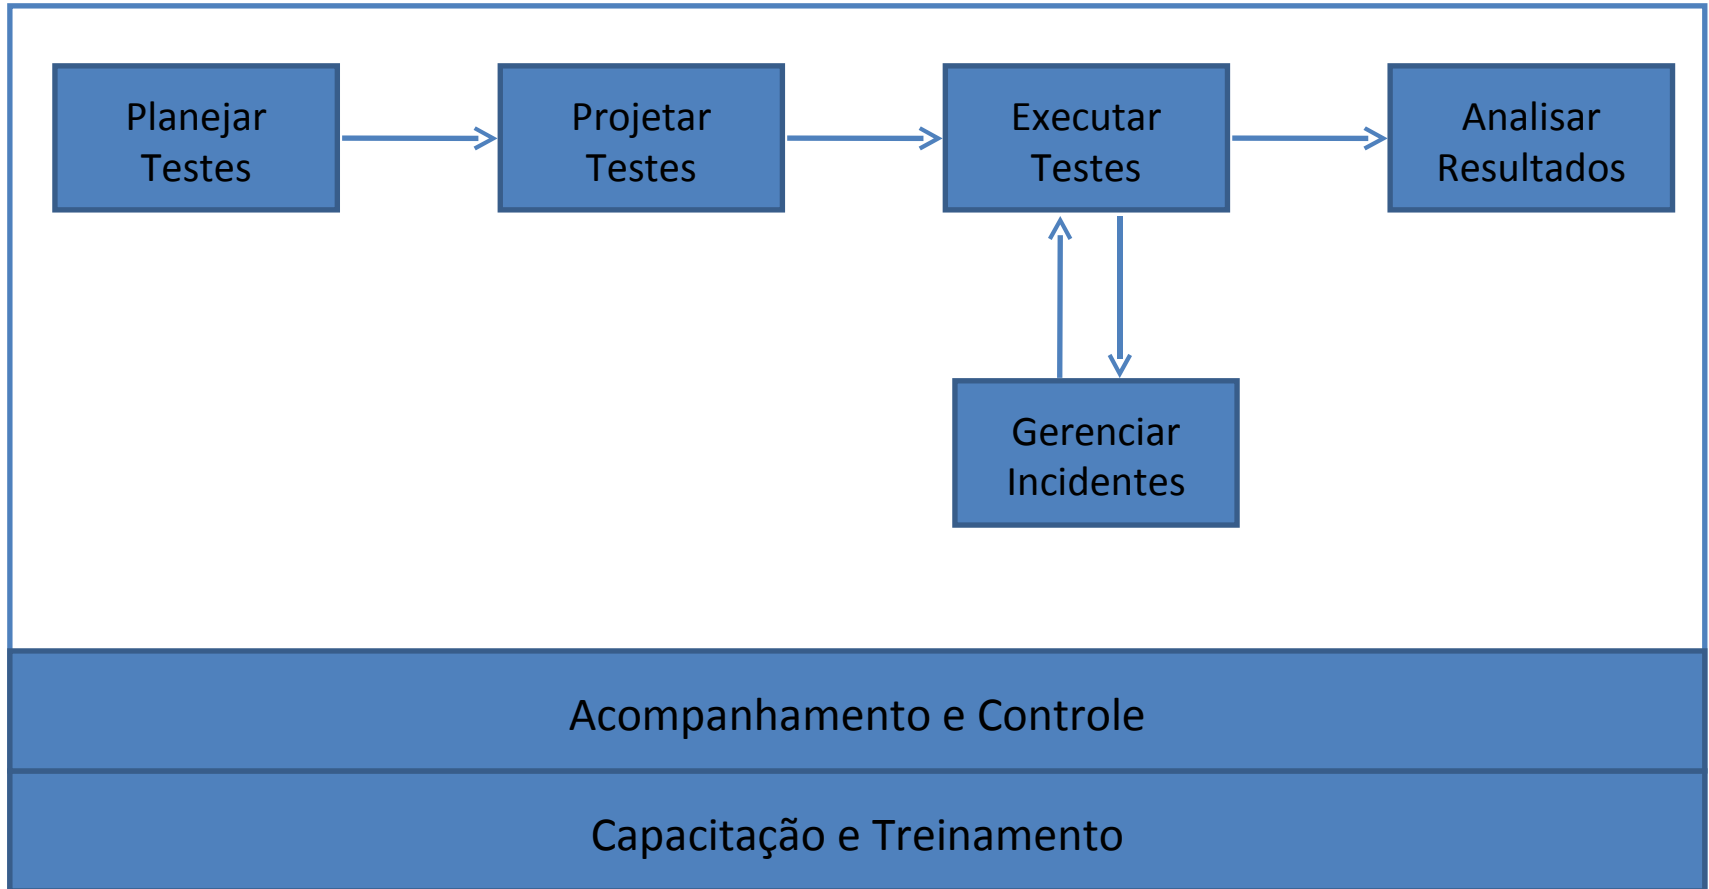 Planejar
Testes
Projetar
Testes
Executar
Testes
Analisar
Resultados
Gerenciar
Incidentes
Acompanhamento e Controle
Capacitação e Treinamento